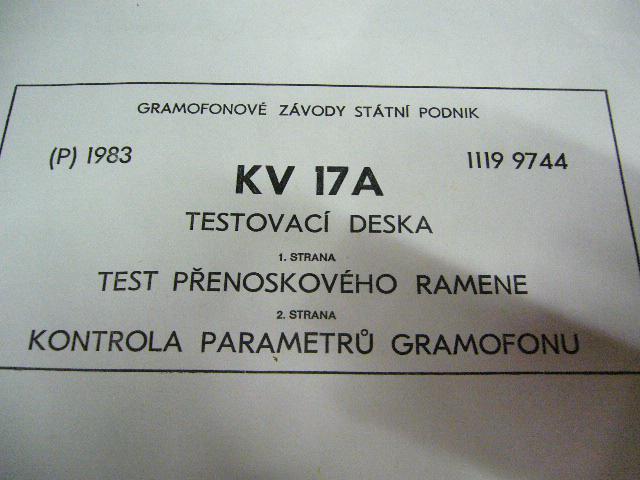 GRAMOFONOVÉ ZÁVODY STÁTNÍ PODNIK
(P) 1983 1119 9744
KV 17A
TESTOVACÍ DESKA
1. STRANA
TEST PŘENOSKOVÉHO RAMENE
2. STRANA
KONTROLA PARAMETRŮ GRAMOFONU